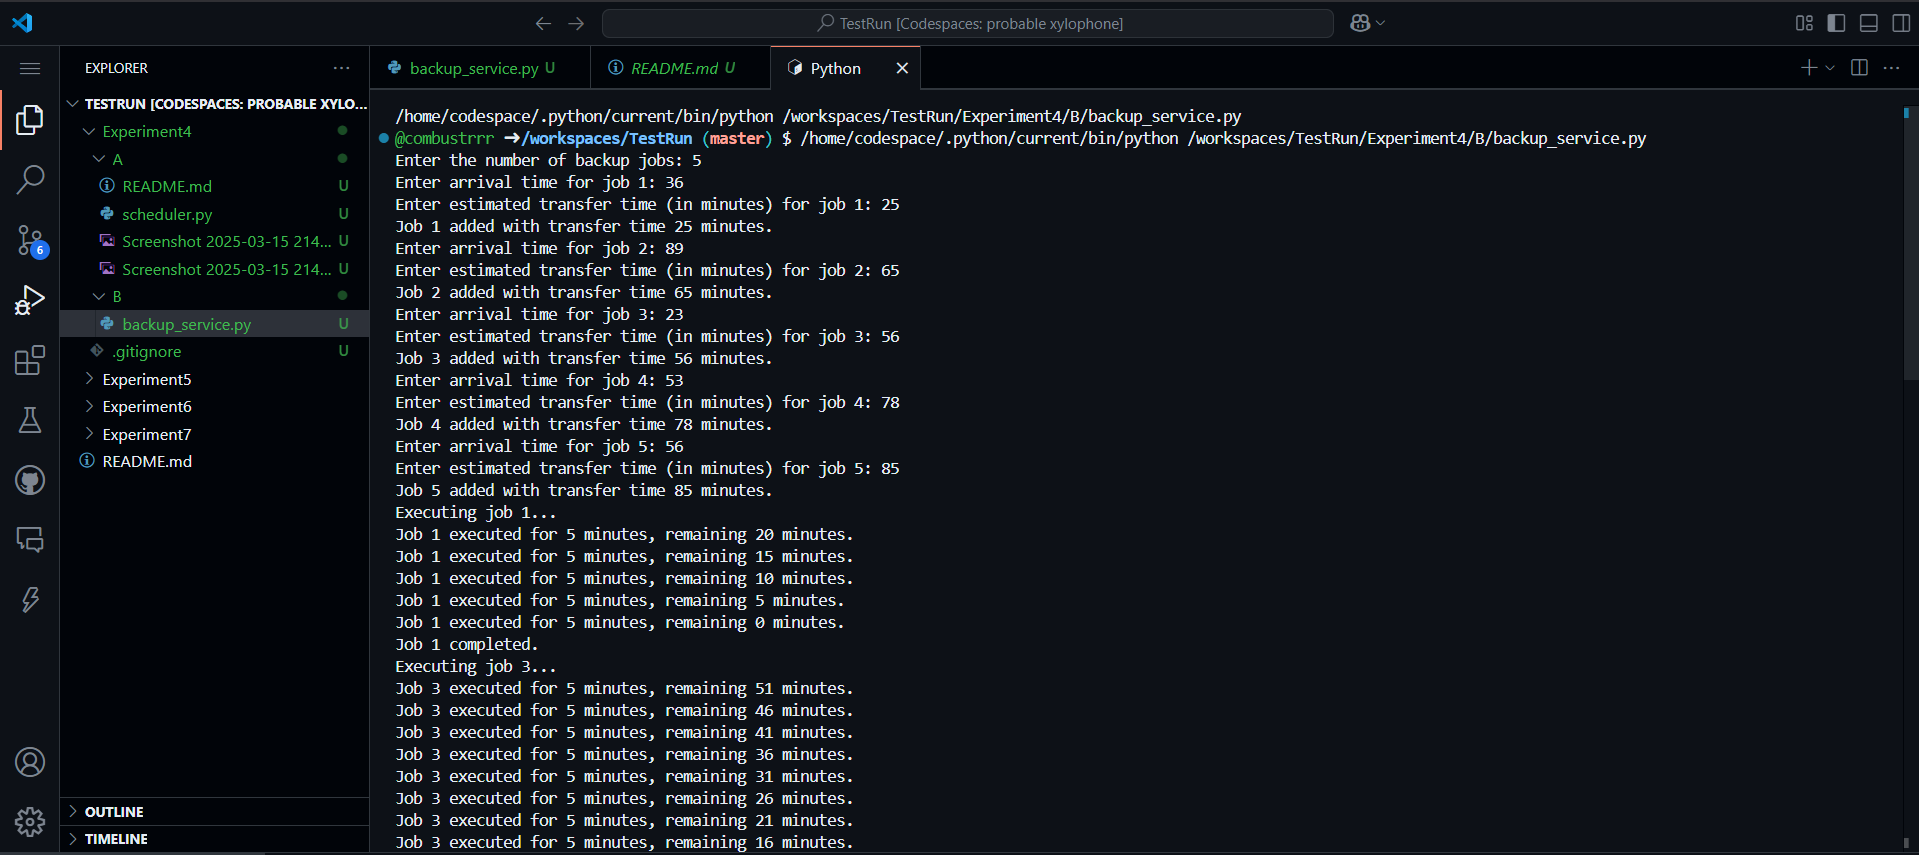 TestRun [Codespaces: probable xylophone]
EXPLORER
backup_service.py U
README.md U
Python
TESTRUN [CODESPACES: PROBABLE XYLO...
Experiment4
A
README.md U
scheduler.py U
Screenshot 2025-03-15 214... U
Screenshot 2025-03-15 214... U
B
backup_service.py U
.gitignore U
Experiment5
Experiment6
Experiment7
README.md
6
OUTLINE
TIMELINE
/home/codespace/.python/current/bin/python /workspaces/TestRun/Experiment4/B/backup_service.py
@combustrrr ➜/workspaces/TestRun (master) $ /home/codespace/.python/current/bin/python /workspaces/TestRun/Experiment4/B/backup_service.py
Enter the number of backup jobs: 5
Enter arrival time for job 1: 36
Enter estimated transfer time (in minutes) for job 1: 25
Job 1 added with transfer time 25 minutes.
Enter arrival time for job 2: 89
Enter estimated transfer time (in minutes) for job 2: 65
Job 2 added with transfer time 65 minutes.
Enter arrival time for job 3: 23
Enter estimated transfer time (in minutes) for job 3: 56
Job 3 added with transfer time 56 minutes.
Enter arrival time for job 4: 53
Enter estimated transfer time (in minutes) for job 4: 78
Job 4 added with transfer time 78 minutes.
Enter arrival time for job 5: 56
Enter estimated transfer time (in minutes) for job 5: 85
Job 5 added with transfer time 85 minutes.
Executing job 1...
Job 1 executed for 5 minutes, remaining 20 minutes.
Job 1 executed for 5 minutes, remaining 15 minutes.
Job 1 executed for 5 minutes, remaining 10 minutes.
Job 1 executed for 5 minutes, remaining 5 minutes.
Job 1 executed for 5 minutes, remaining 0 minutes.
Job 1 completed.
Executing job 3...
Job 3 executed for 5 minutes, remaining 51 minutes.
Job 3 executed for 5 minutes, remaining 46 minutes.
Job 3 executed for 5 minutes, remaining 41 minutes.
Job 3 executed for 5 minutes, remaining 36 minutes.
Job 3 executed for 5 minutes, remaining 31 minutes.
Job 3 executed for 5 minutes, remaining 26 minutes.
Job 3 executed for 5 minutes, remaining 21 minutes.
Job 3 executed for 5 minutes, remaining 16 minutes.